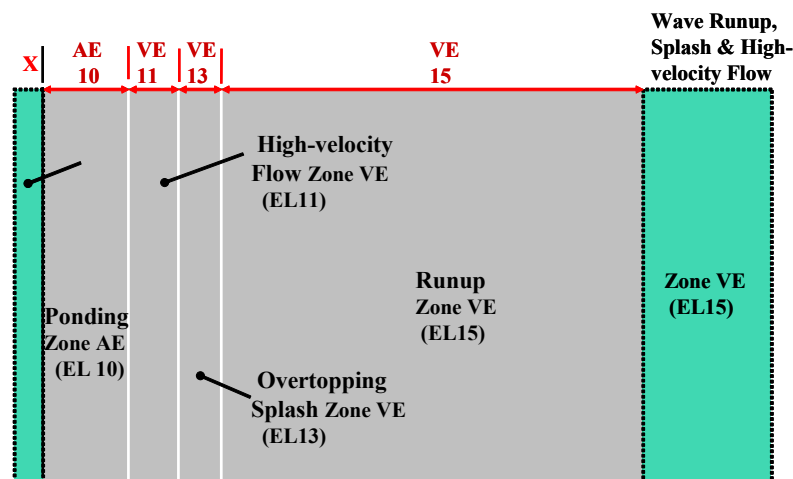 X
AE
10
VE
11
VE
13
VE
15
Wave Runup,
Splash & High-
velocity Flow
High-velocity
Flow Zone VE
(EL11)
Ponding
Zone AE
(EL 10)
Runup
Zone VE
(EL15)
Zone VE
(EL15)
Overtopping
Splash Zone VE
(EL13)